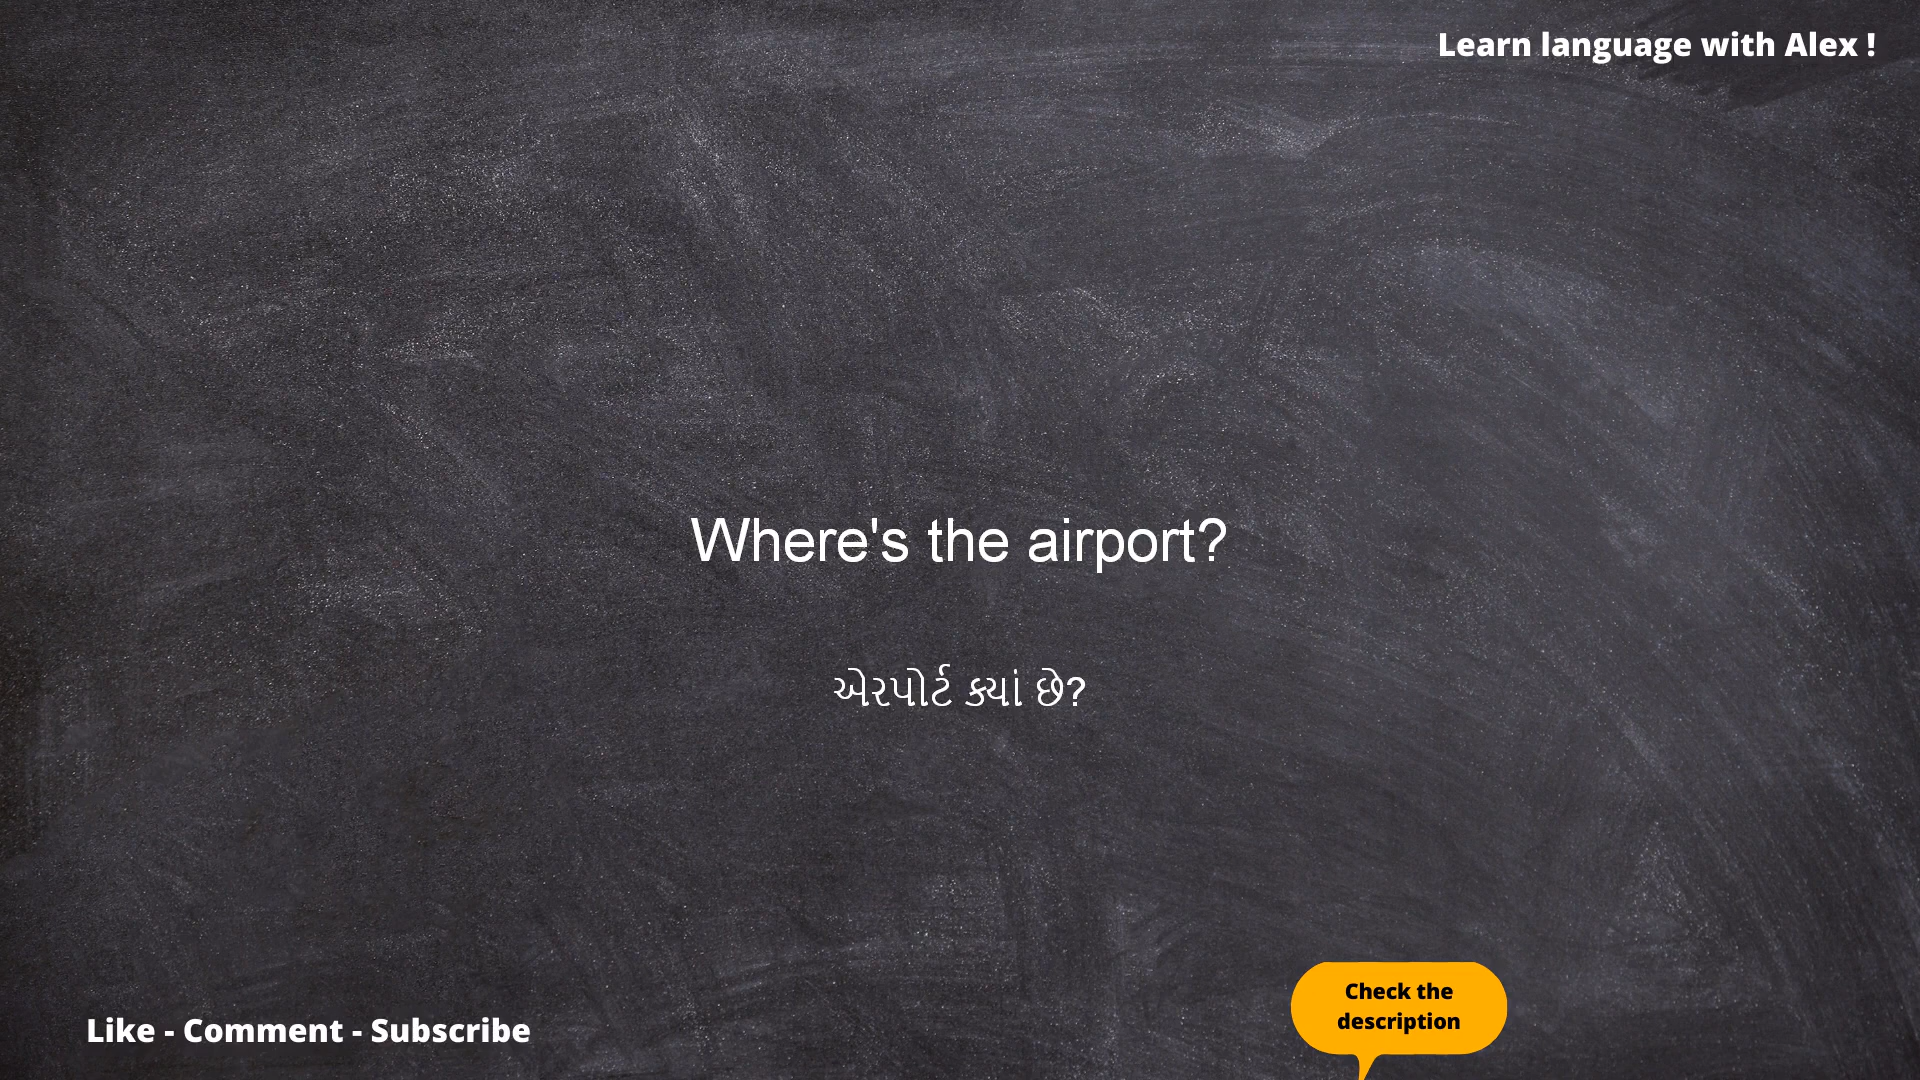 Learn language with Alex !
Where's the airport?
એરપોર્ટ ક્યાં છે?
Check the
description
Like - Comment - Subscribe